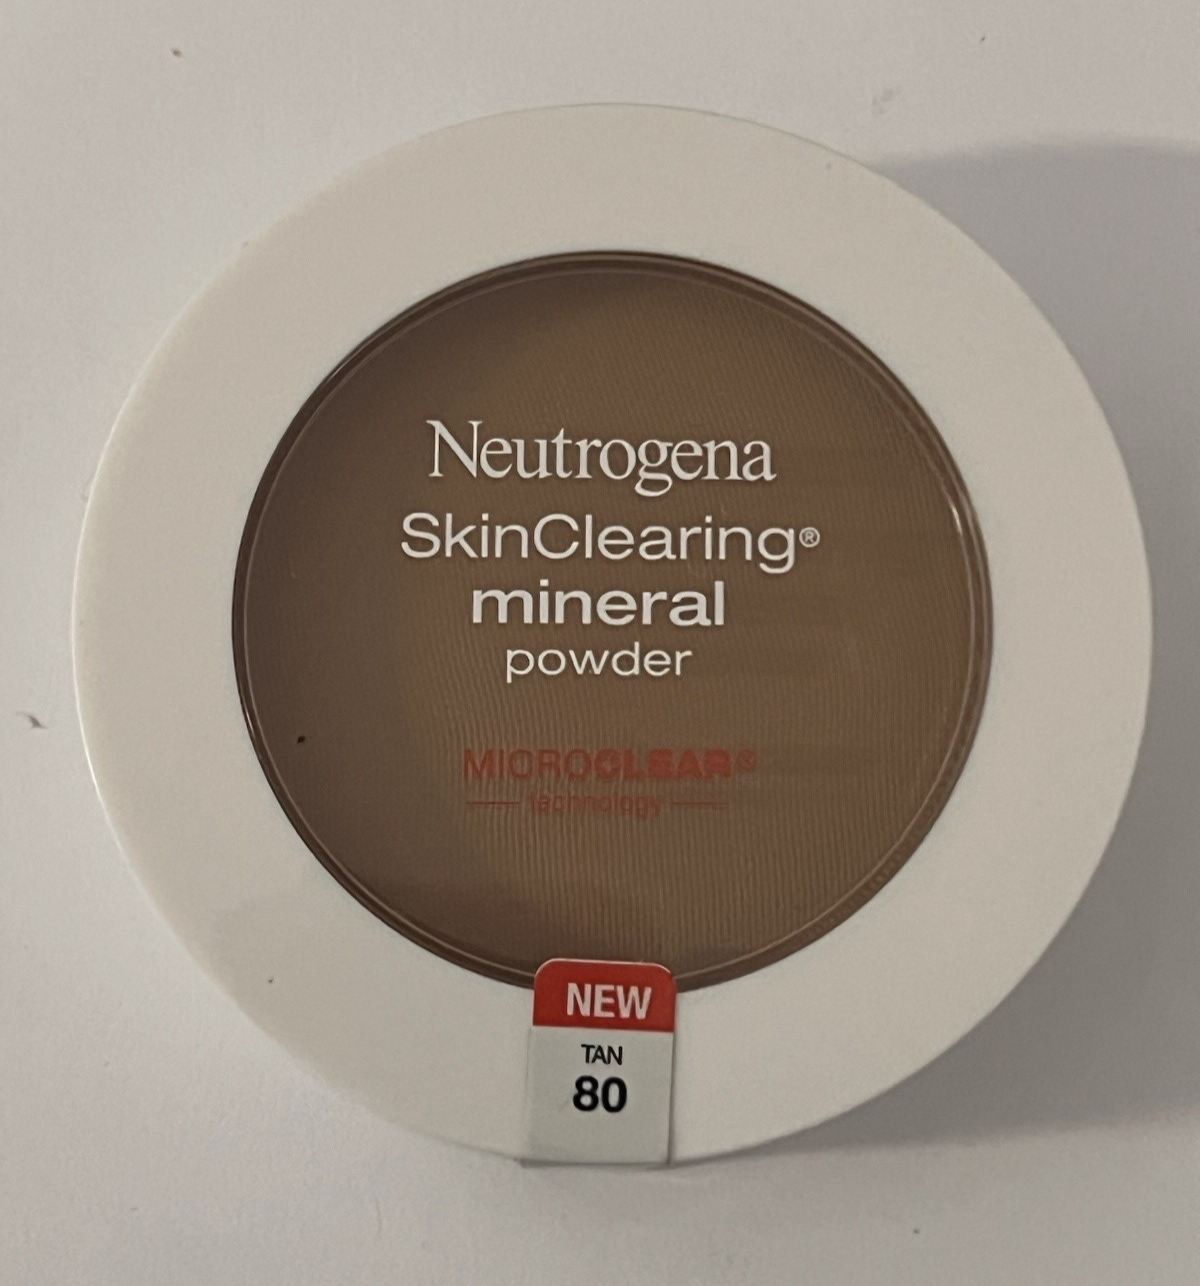 Neutrogena
SkinClearing®
mineral
powder
MICROCLEAR®
technology
NEW
TAN
80